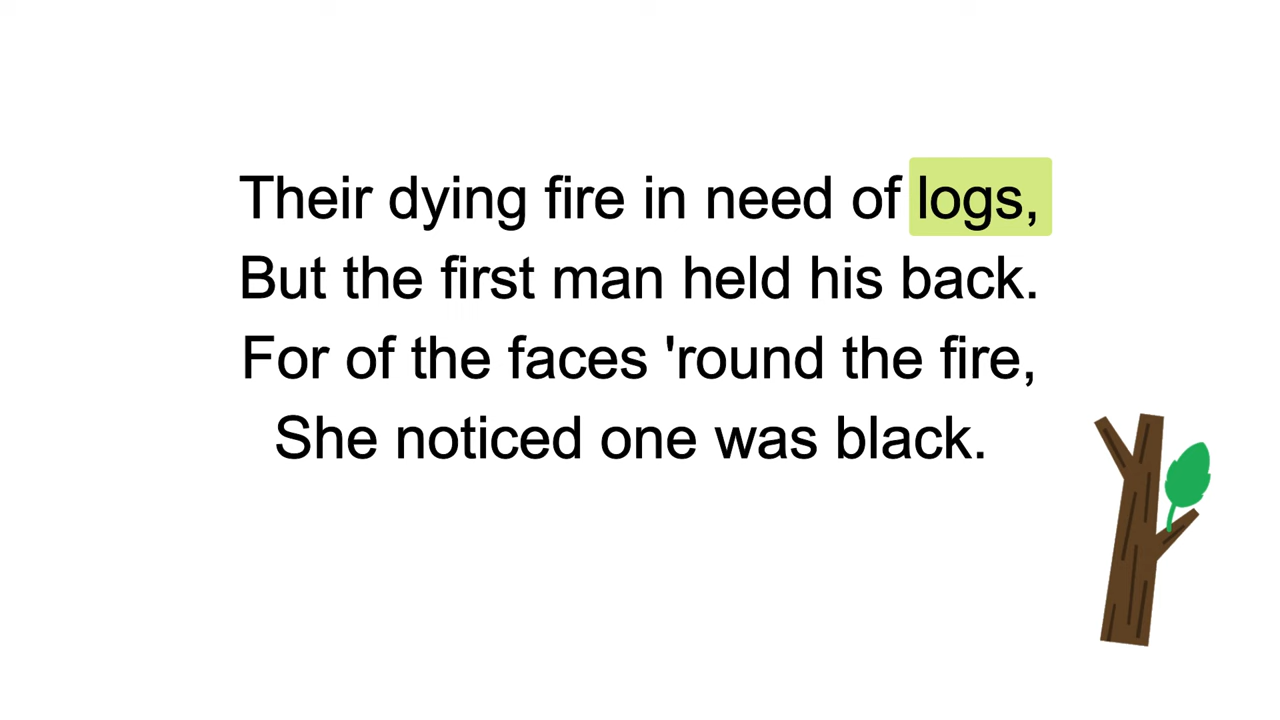 Their dying fire in need of logs,
But the first man held his back.
For of the faces 'round the fire,
She noticed one was black.